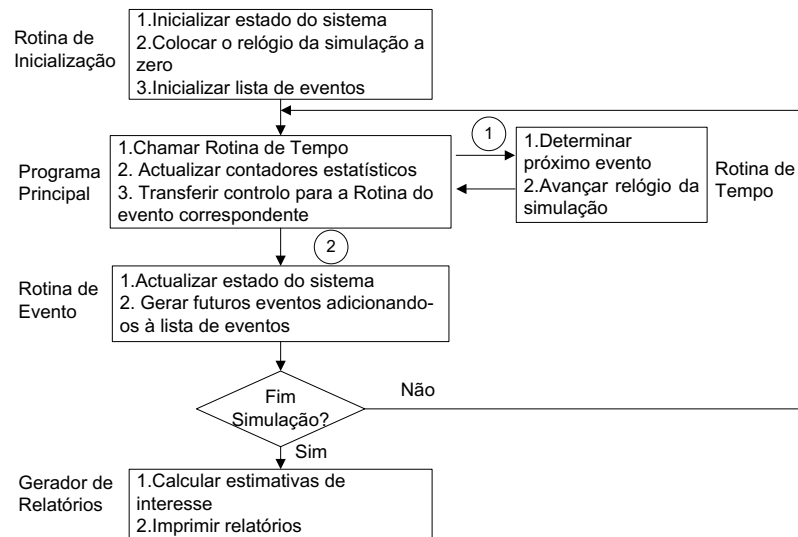 Rotina de
Inicialização
1.Inicializar estado do sistema
2.Colocar o relógio da simulação a
zero
3.Inicializar lista de eventos
Programa
Principal
1.Chamar Rotina de Tempo
2. Actualizar contadores estatísticos
3. Transferir controlo para a Rotina do
evento correspondente
1
1.Determinar
próximo evento
2.Avançar relógio da
simulação
Rotina de
Tempo
2
Rotina de
Evento
1.Actualizar estado do sistema
2. Gerar futuros eventos adicionando-
os à lista de eventos
Fim
Simulação?
Não
Sim
Gerador de
Relatórios
1.Calcular estimativas de
interesse
2.Imprimir relatórios